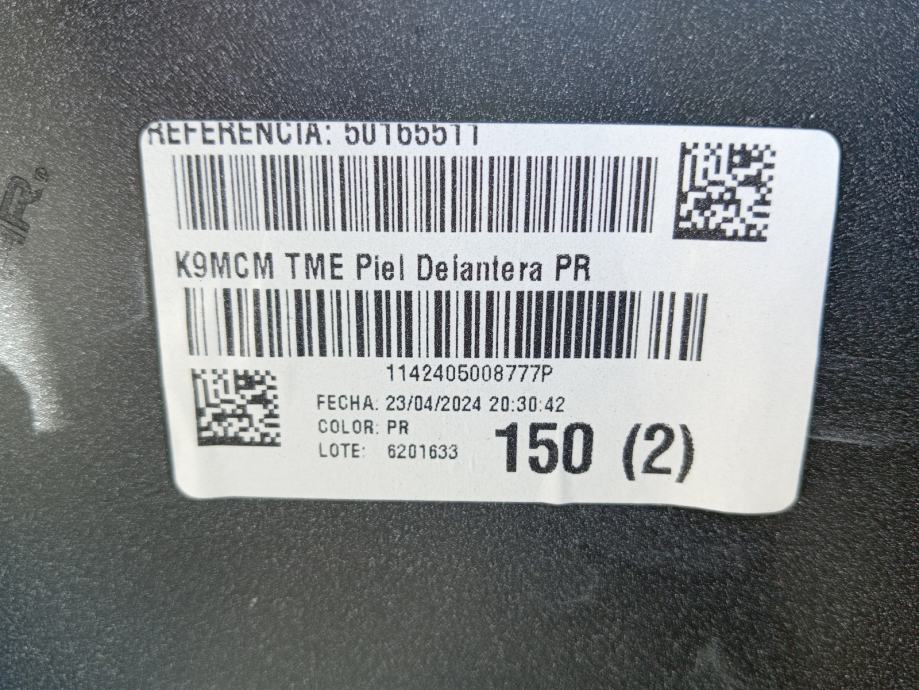 REFERENCIA: 50165511
K9MCM TME Piel Delantera PR
1142405008777P
FECHA: 23/04/2024 20:30:42
COLOR: PR
LOTE: 6201633
150 (2)